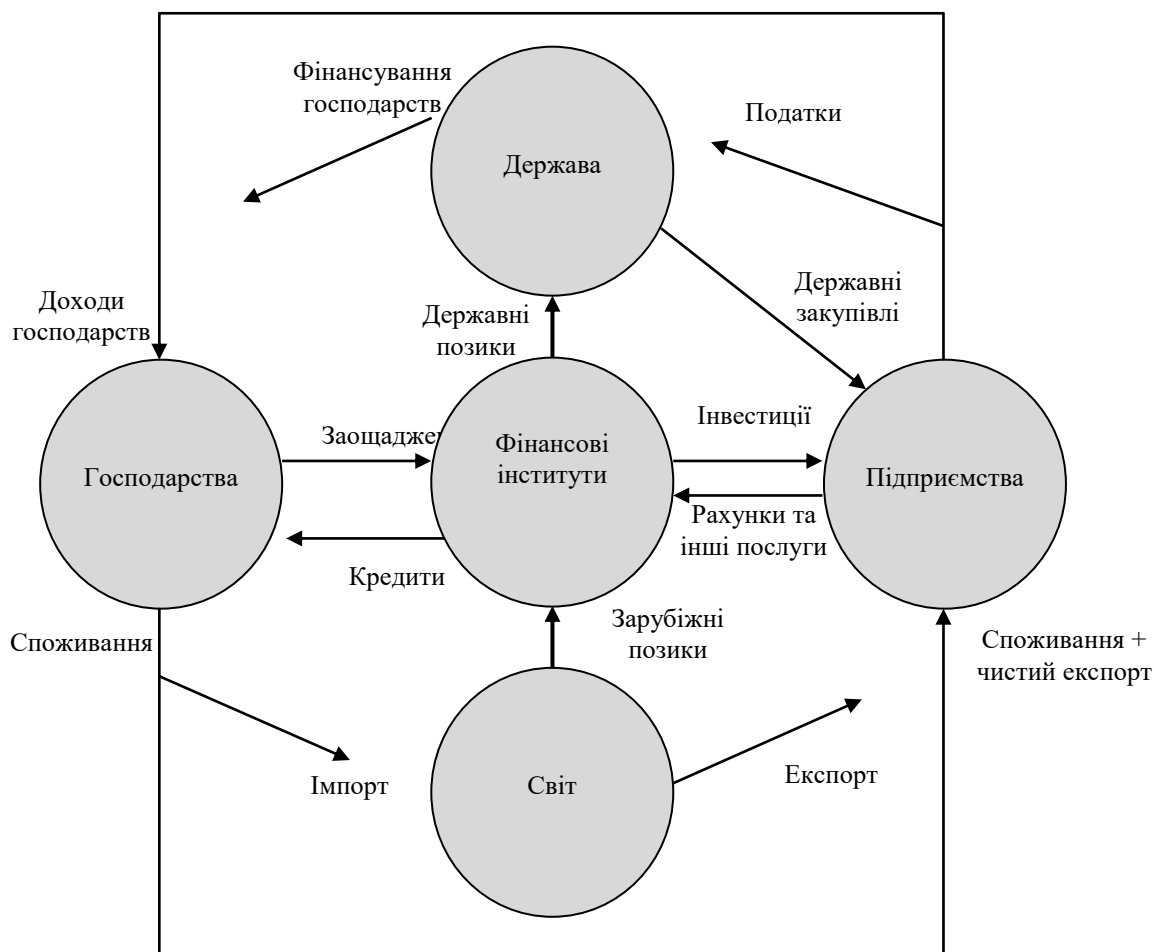 Фінансування
господарств
Податки
Держава
Державні
закупівлі
Доходи
господарств
Державні
позики
Заощаджен
Фінансові
інститути
Інвестиції
Господарства
Підприємства
Рахунки та
інші послуги
Кредити
Споживання
Зарубіжні
позики
Споживання +
чистий експорт
Імпорт
Світ
Експорт